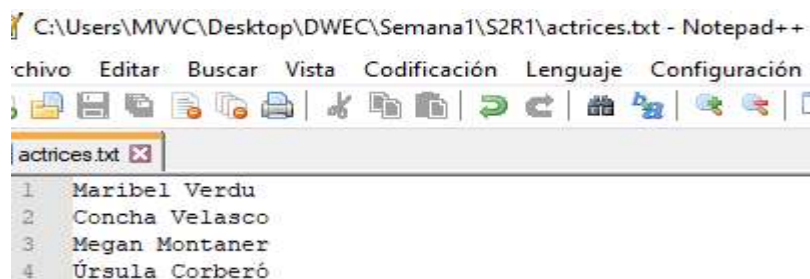 C:\Users\MVVC\Desktop\DWEC\Semana1\S2R1\actrices.txt - Notepad++
rchivo Editar Buscar Vista Codificación Lenguaje Configuración
actrices.txt
1 Maribel Verdu
2 Concha Velasco
3 Megan Montaner
4 Úrsula Corberó